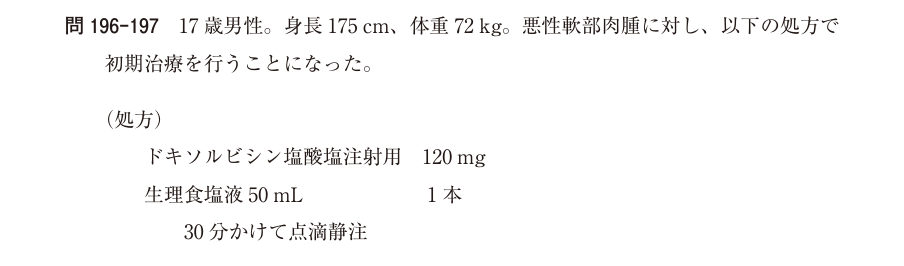 問 196-197　17 歳男性。身長 175 cm、体重 72 kg。悪性軟部肉腫に対し、以下の処方で
初期治療を行うことになった。
（処方）
ドキソルビシン塩酸塩注射用　120 mg
生理食塩液 50 mL　1 本
30 分かけて点滴静注